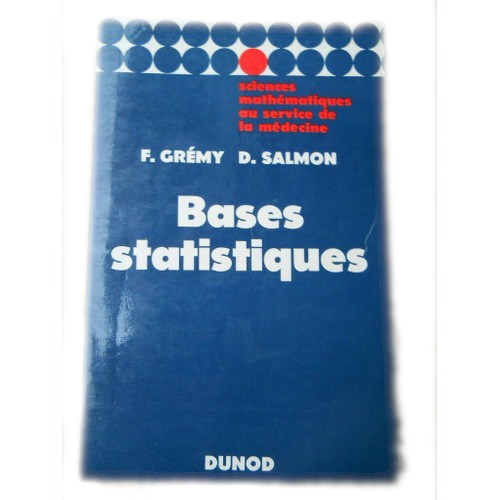 sciences
mathématiques
au service de
la médecine
F. GRÉMY D. SALMON
Bases
statistiques
DUNOD